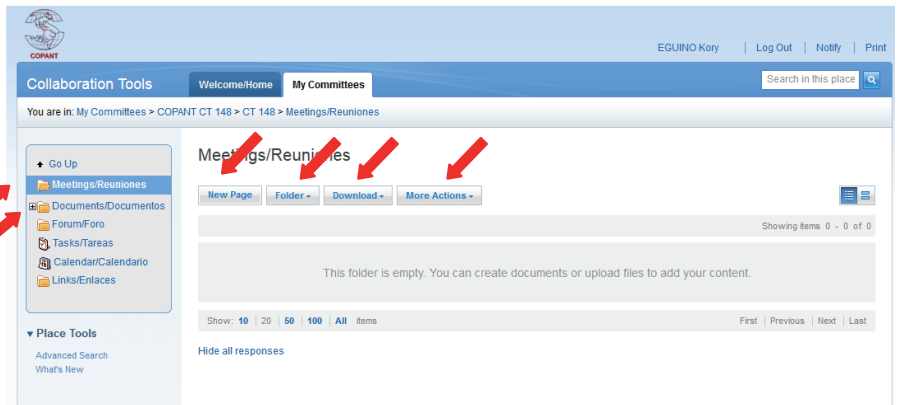 COPANT
EGUINO Kory | Log Out | Notify | Print
Collaboration Tools
Welcome/Home
My Committees
Search in this place
You are in: My Committees > COPANT CT 148 > CT 148 > Meetings/Reuniones
Go Up
Meetings/Reuniones
Documents/Documentos
Forum/Foro
Tasks/Tareas
Calendar/Calendario
Links/Enlaces
Place Tools
Advanced Search
What's New
Meetings/Reuniones
New Page
Folder
Download
More Actions
Showing items 0 - 0 of 0
This folder is empty. You can create documents or upload files to add your content.
Show: 10 | 20 | 50 | 100 | All items
First | Previous | Next | Last
Hide all responses